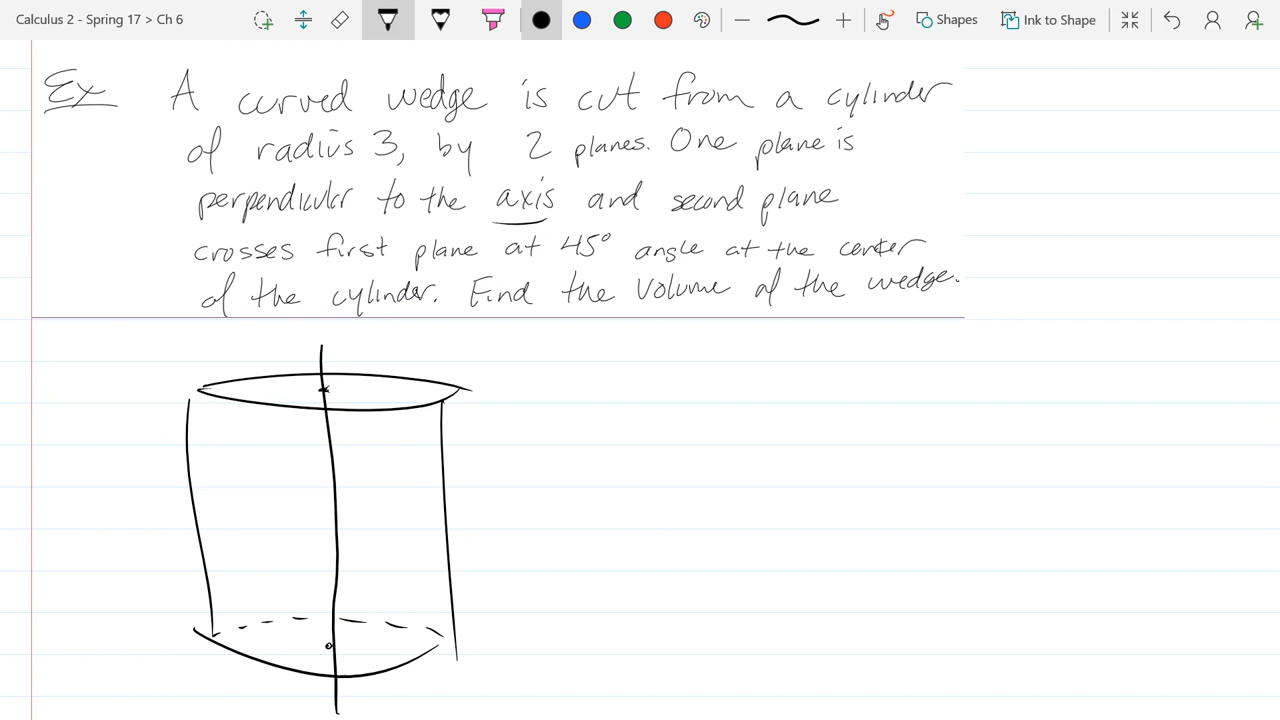 Calculus 2 - Spring 17 > Ch 6
Shapes
Ink to Shape
Ex A curved wedge is cut from a cylinder
of radius 3, by 2 planes. One plane is
perpendicular to the axis and second plane
crosses first plane at 45° angle at the center
of the cylinder. Find the volume of the wedge.